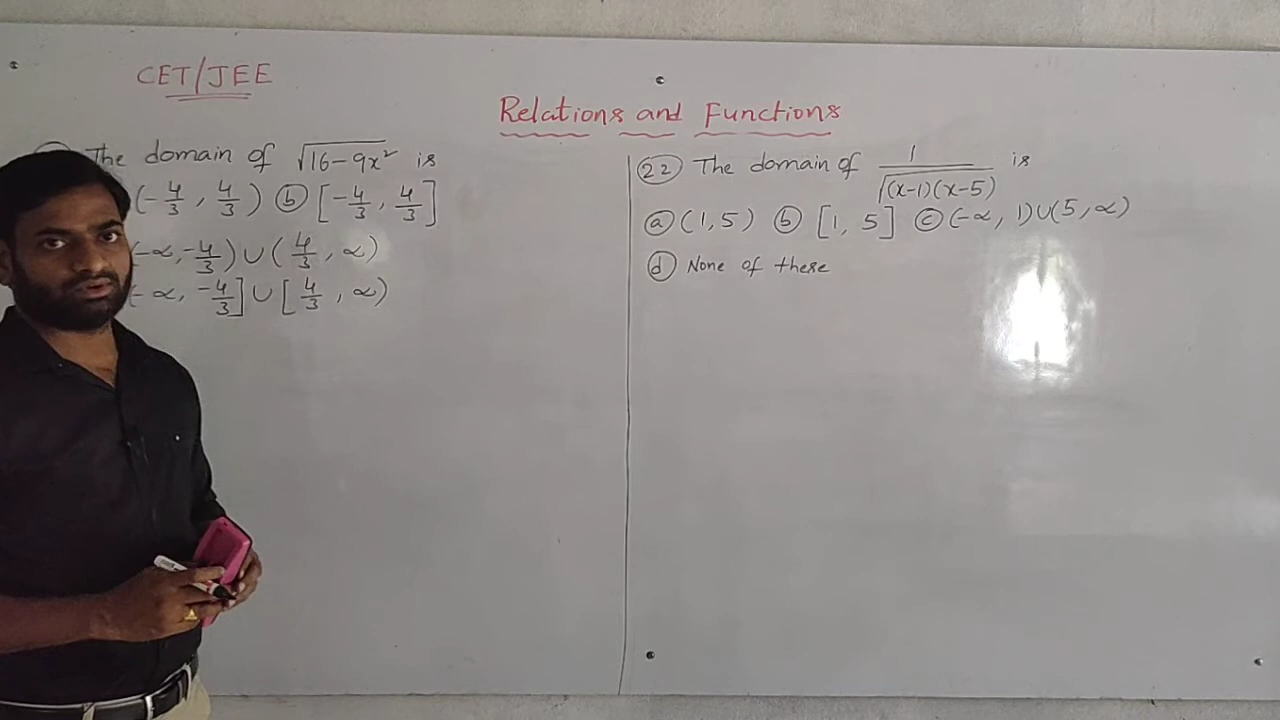 CET/JEE
Relations and Functions
The domain of √16-9x² is
(-4/3, 4/3) ⓑ [-4/3, 4/3]
-∝, -4/3) ∪ (4/3, ∝)
-∝, -4/3] ∪ [4/3, ∝)
㉒ The domain of 1/√(x-1)(x-5) is
ⓐ (1, 5) ⓑ [1, 5] ⓒ (-∝, 1)∪(5, ∝)
ⓓ None of these